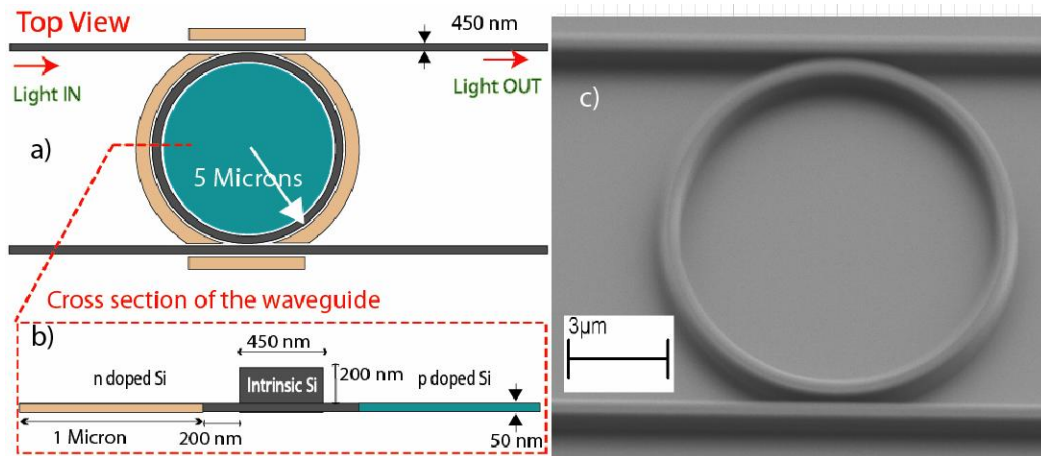 Top View
450 nm
Light IN
Light OUT
a)
5 Microns
Cross section of the waveguide
b)
450 nm
n doped Si
Intrinsic Si
200 nm
p doped Si
1 Micron
200 nm
50 nm
c)
3µm